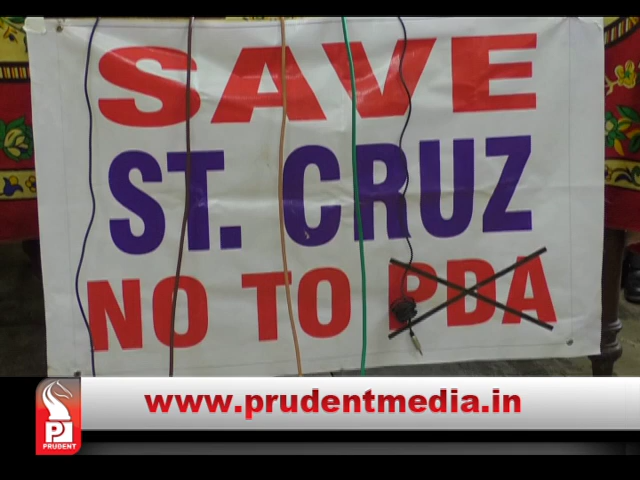 SAVE
ST. CRUZ
NO TO PDA
www.prudentmedia.in
P
PRUDENT